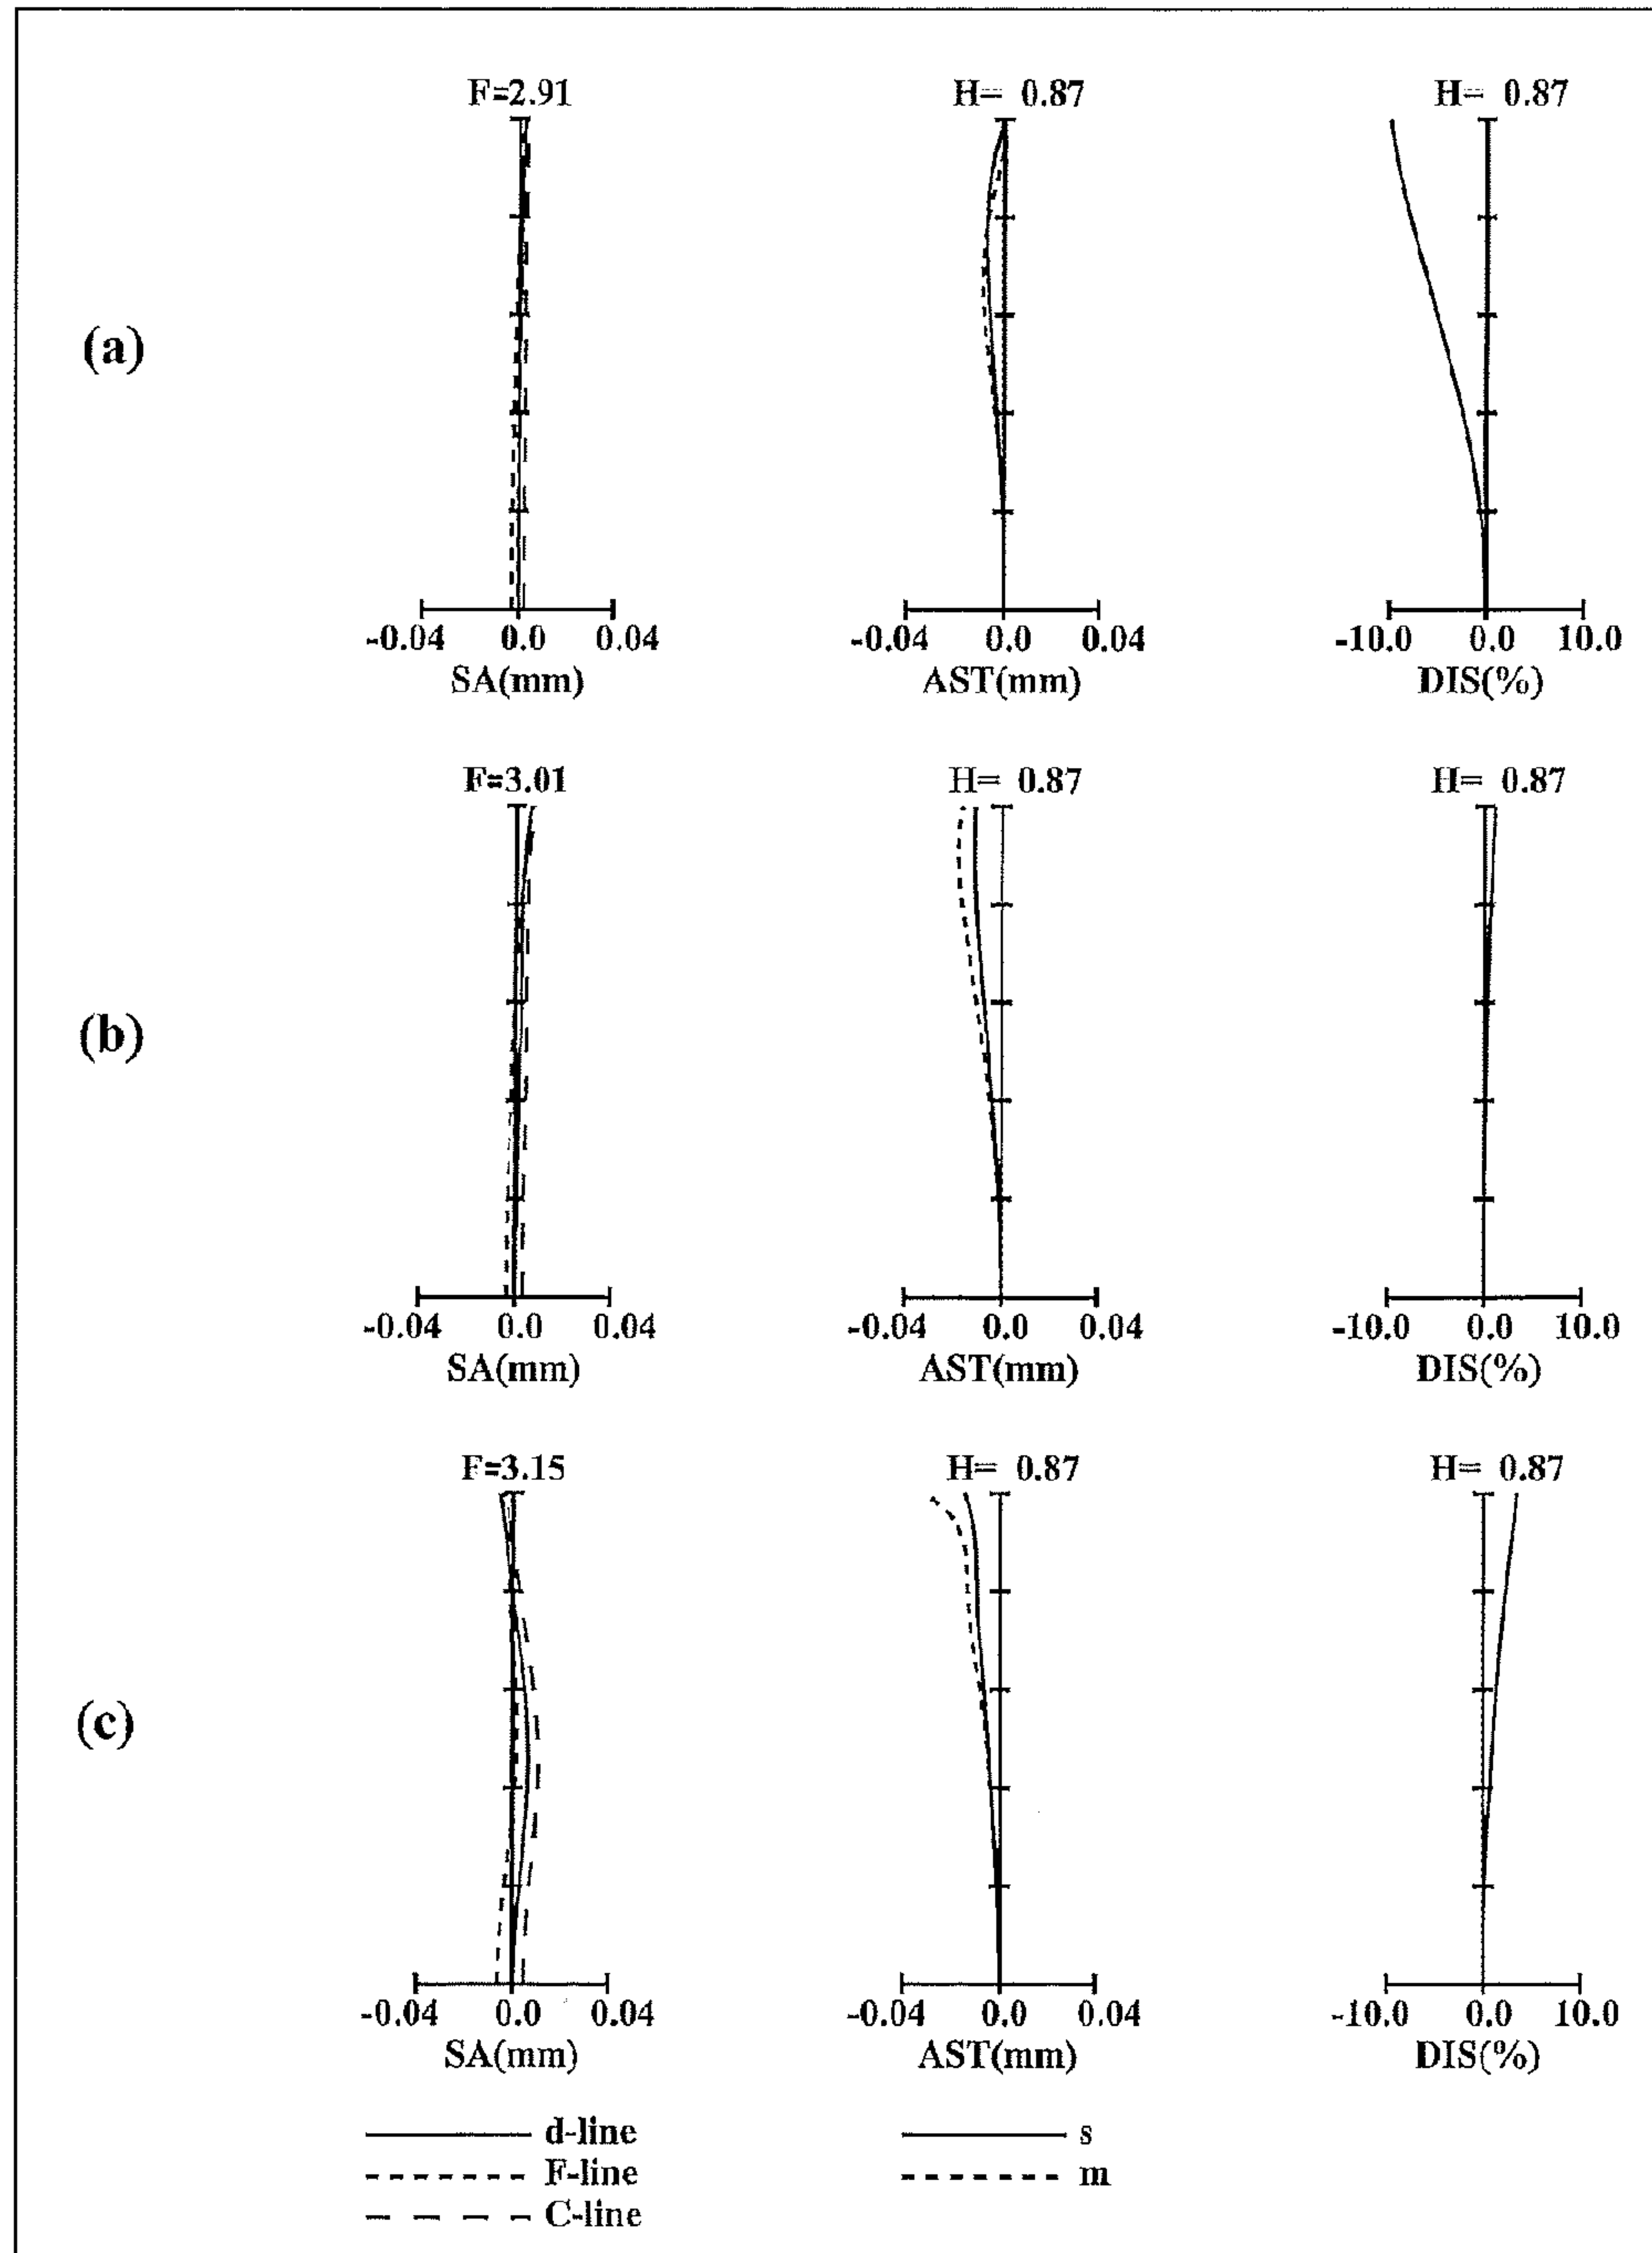 F=2.91 H= 0.87 H= 0.87
(a)
-0.04 0.0 0.04 -0.04 0.0 0.04 -10.0 0.0 10.0
SA(mm) AST(mm) DIS(%)
F=3.01 H= 0.87 H= 0.87
(b)
-0.04 0.0 0.04 -0.04 0.0 0.04 -10.0 0.0 10.0
SA(mm) AST(mm) DIS(%)
F=3.15 H= 0.87 H= 0.87
(c)
-0.04 0.0 0.04 -0.04 0.0 0.04 -10.0 0.0 10.0
SA(mm) AST(mm) DIS(%)
d-line s
F-line m
C-line